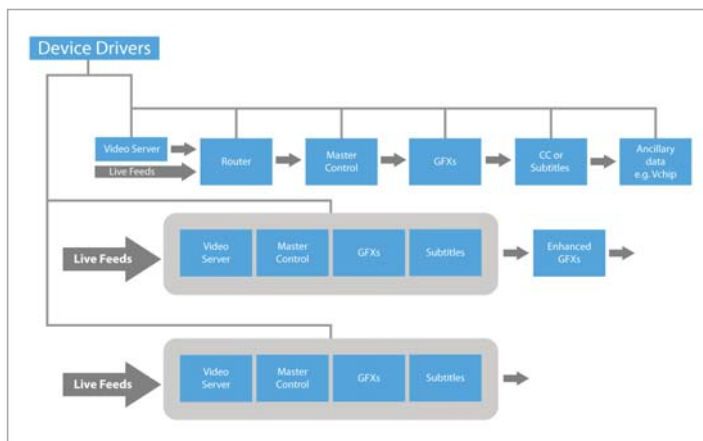 Device Drivers
Video Server
Live Feeds
Router
Master
Control
GFXs
CC or
Subtitles
Ancillary
data
e.g. Vchip
Live Feeds
Video
Server
Master
Control
GFXs
Subtitles
Enhanced
GFXs
Live Feeds
Video
Server
Master
Control
GFXs
Subtitles